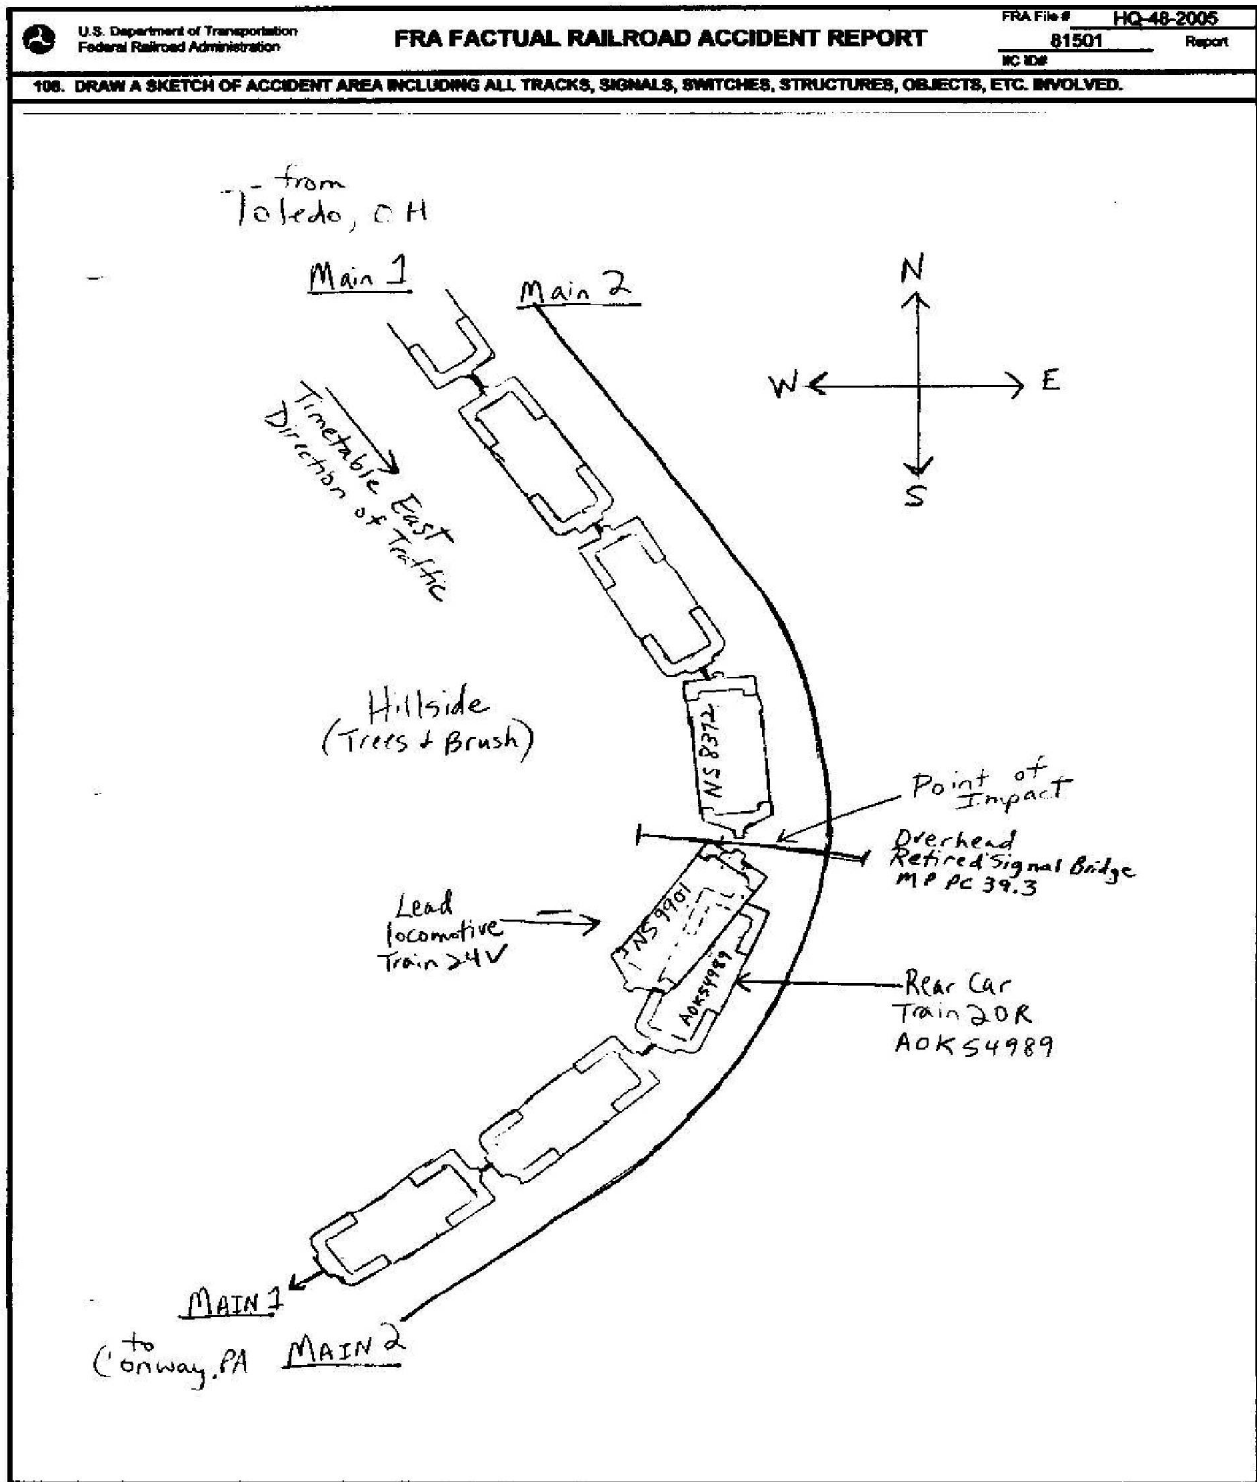 U.S. Department of Transportation
Federal Railroad Administration
FRA FACTUAL RAILROAD ACCIDENT REPORT
FRA File # HQ-48-2005
81501 Report
IIC ID#
108. DRAW A SKETCH OF ACCIDENT AREA INCLUDING ALL TRACKS, SIGNALS, SWITCHES, STRUCTURES, OBJECTS, ETC. INVOLVED.
from
Toledo, OH
Main 1
Main 2
N
W
E
S
Timetable East
Direction of Traffic
Hillside
(Trees + Brush)
NS 8372
Point of
Impact
Overhead
Retired Signal Bridge
MP PC 39.3
Lead
locomotive
Train 24V
NS 9901
AOK54989
Rear Car
Train 20R
AOK54989
MAIN 1
to
Conway, PA
MAIN 2